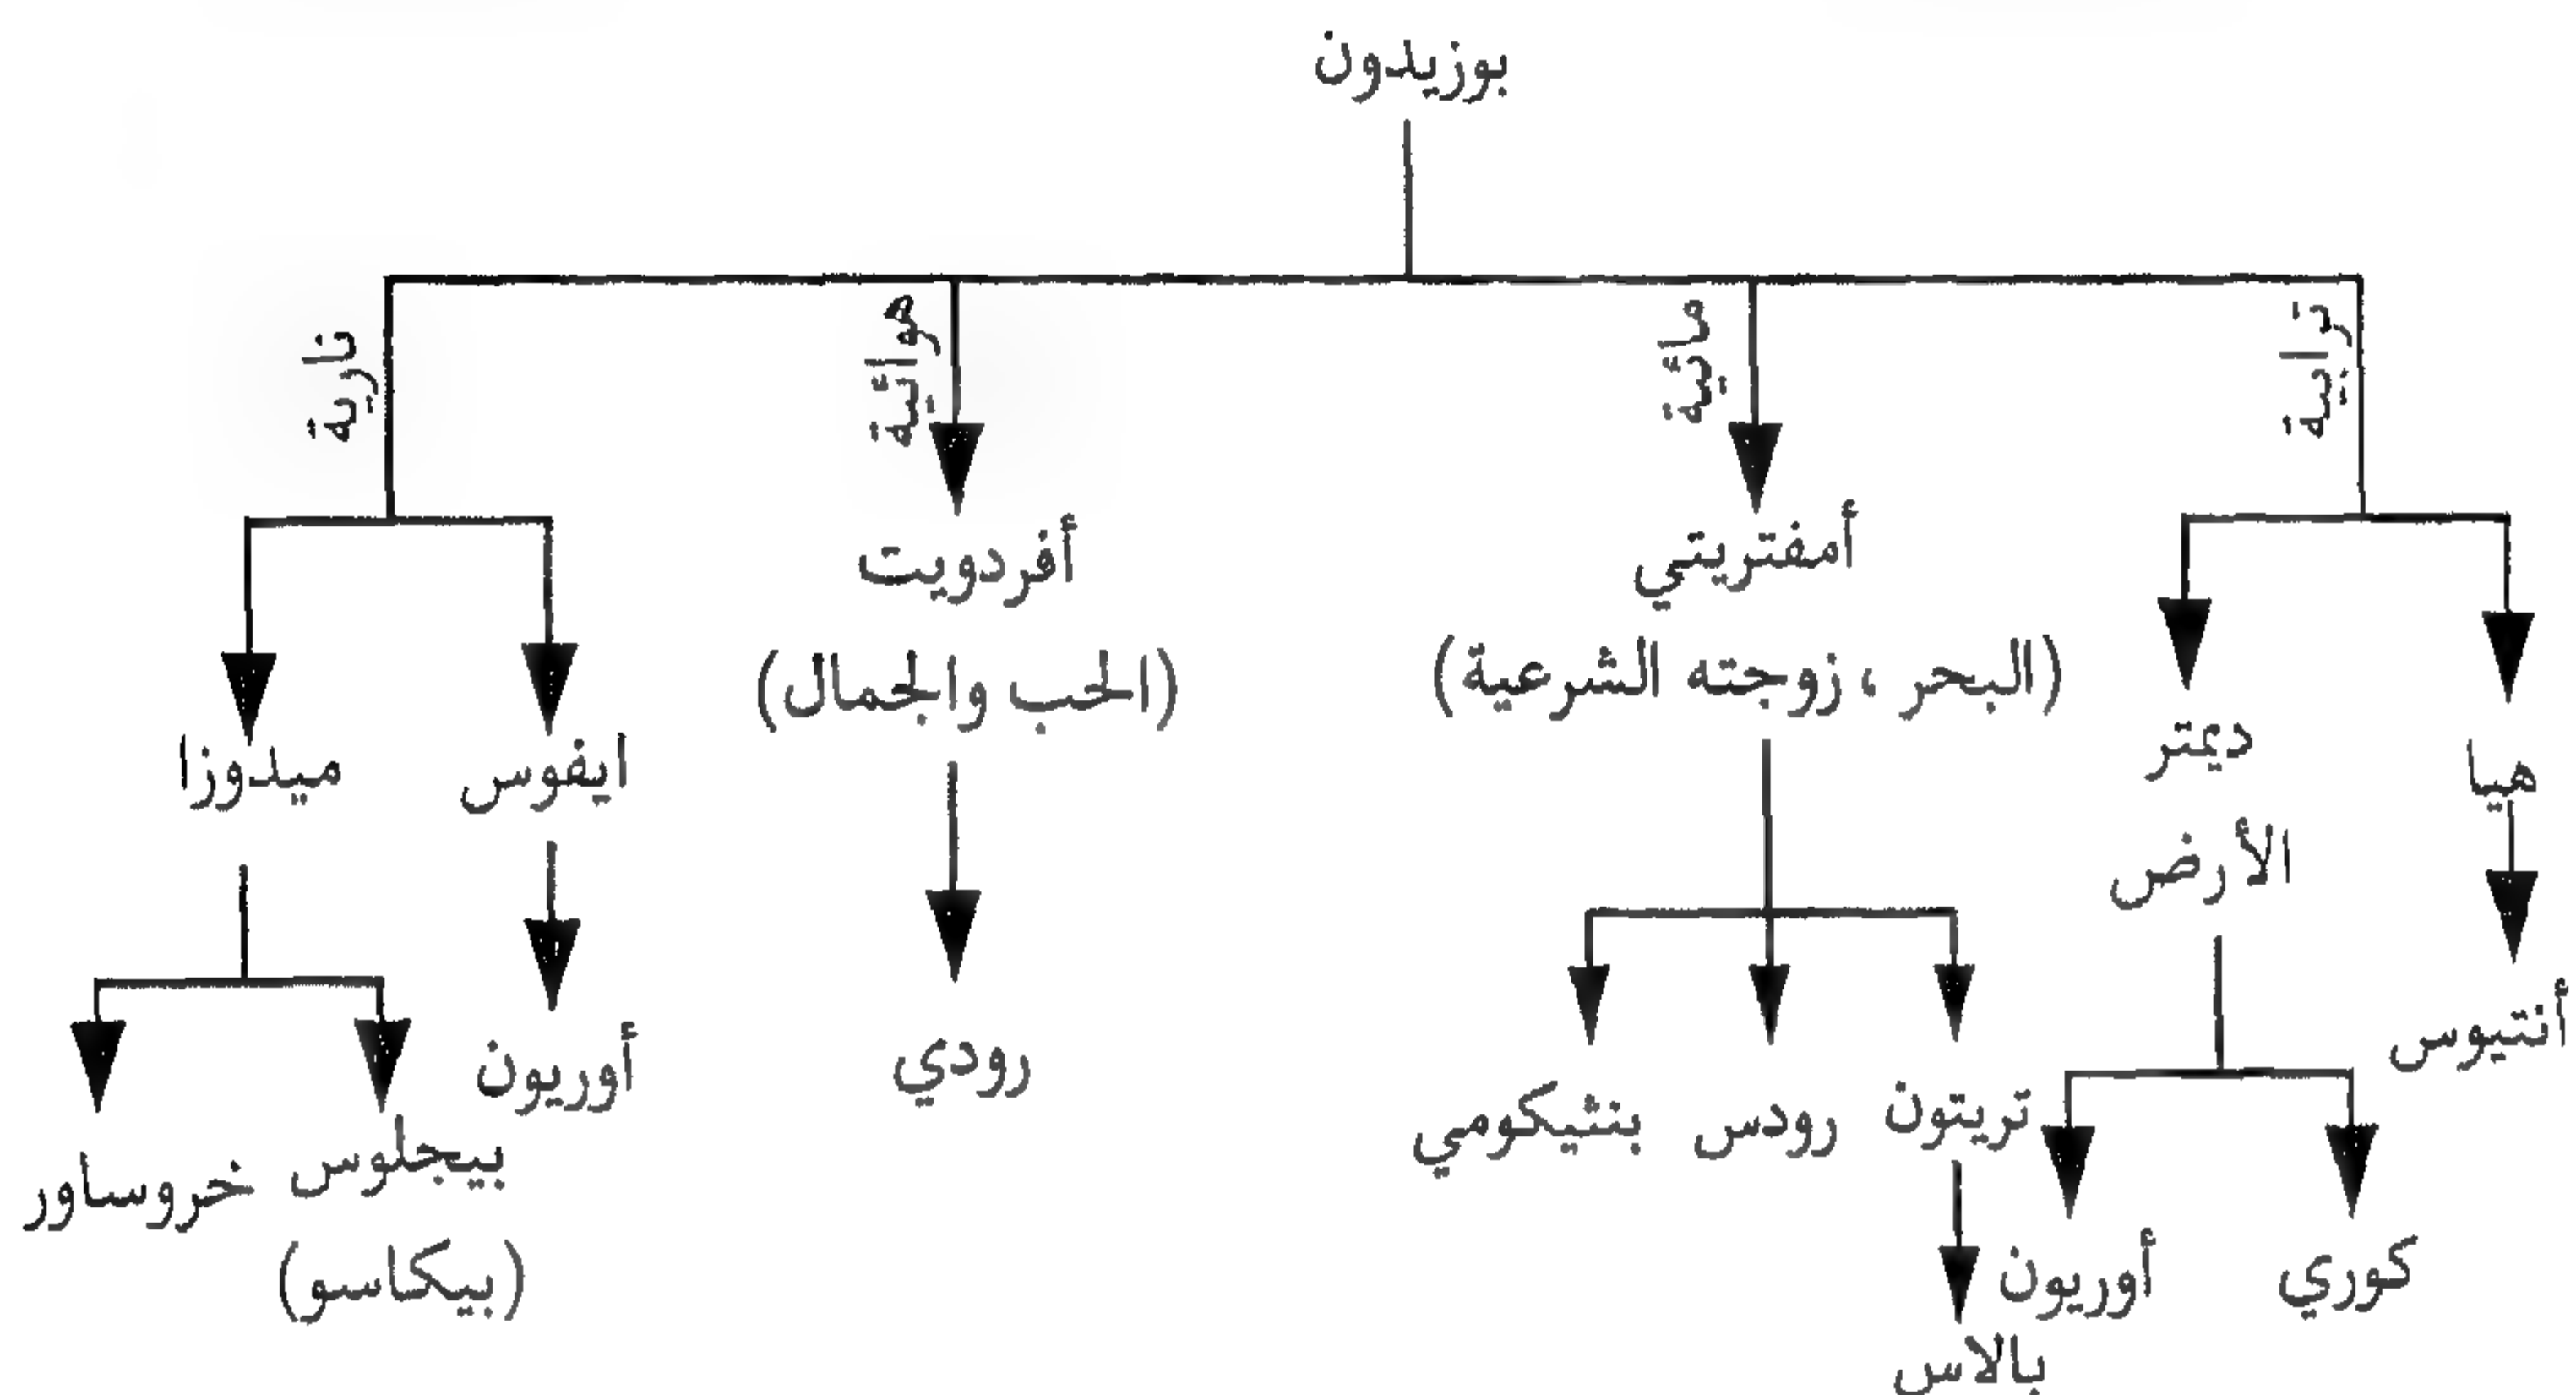 بوزيدون
ترابية
مائية
هوائية
نارية
هيا
ديمتر
الأرض
أمفتريتي
(البحر ، زوجته الشرعية)
أفردويت
(الحب والجمال)
ايفوس
ميدوزا
أنتيوس
كوري
أوريون
تريتون
رودس
بنثيكومي
بالاس
رودي
أوريون
بيجلوس
(بيكاسو)
خروساور